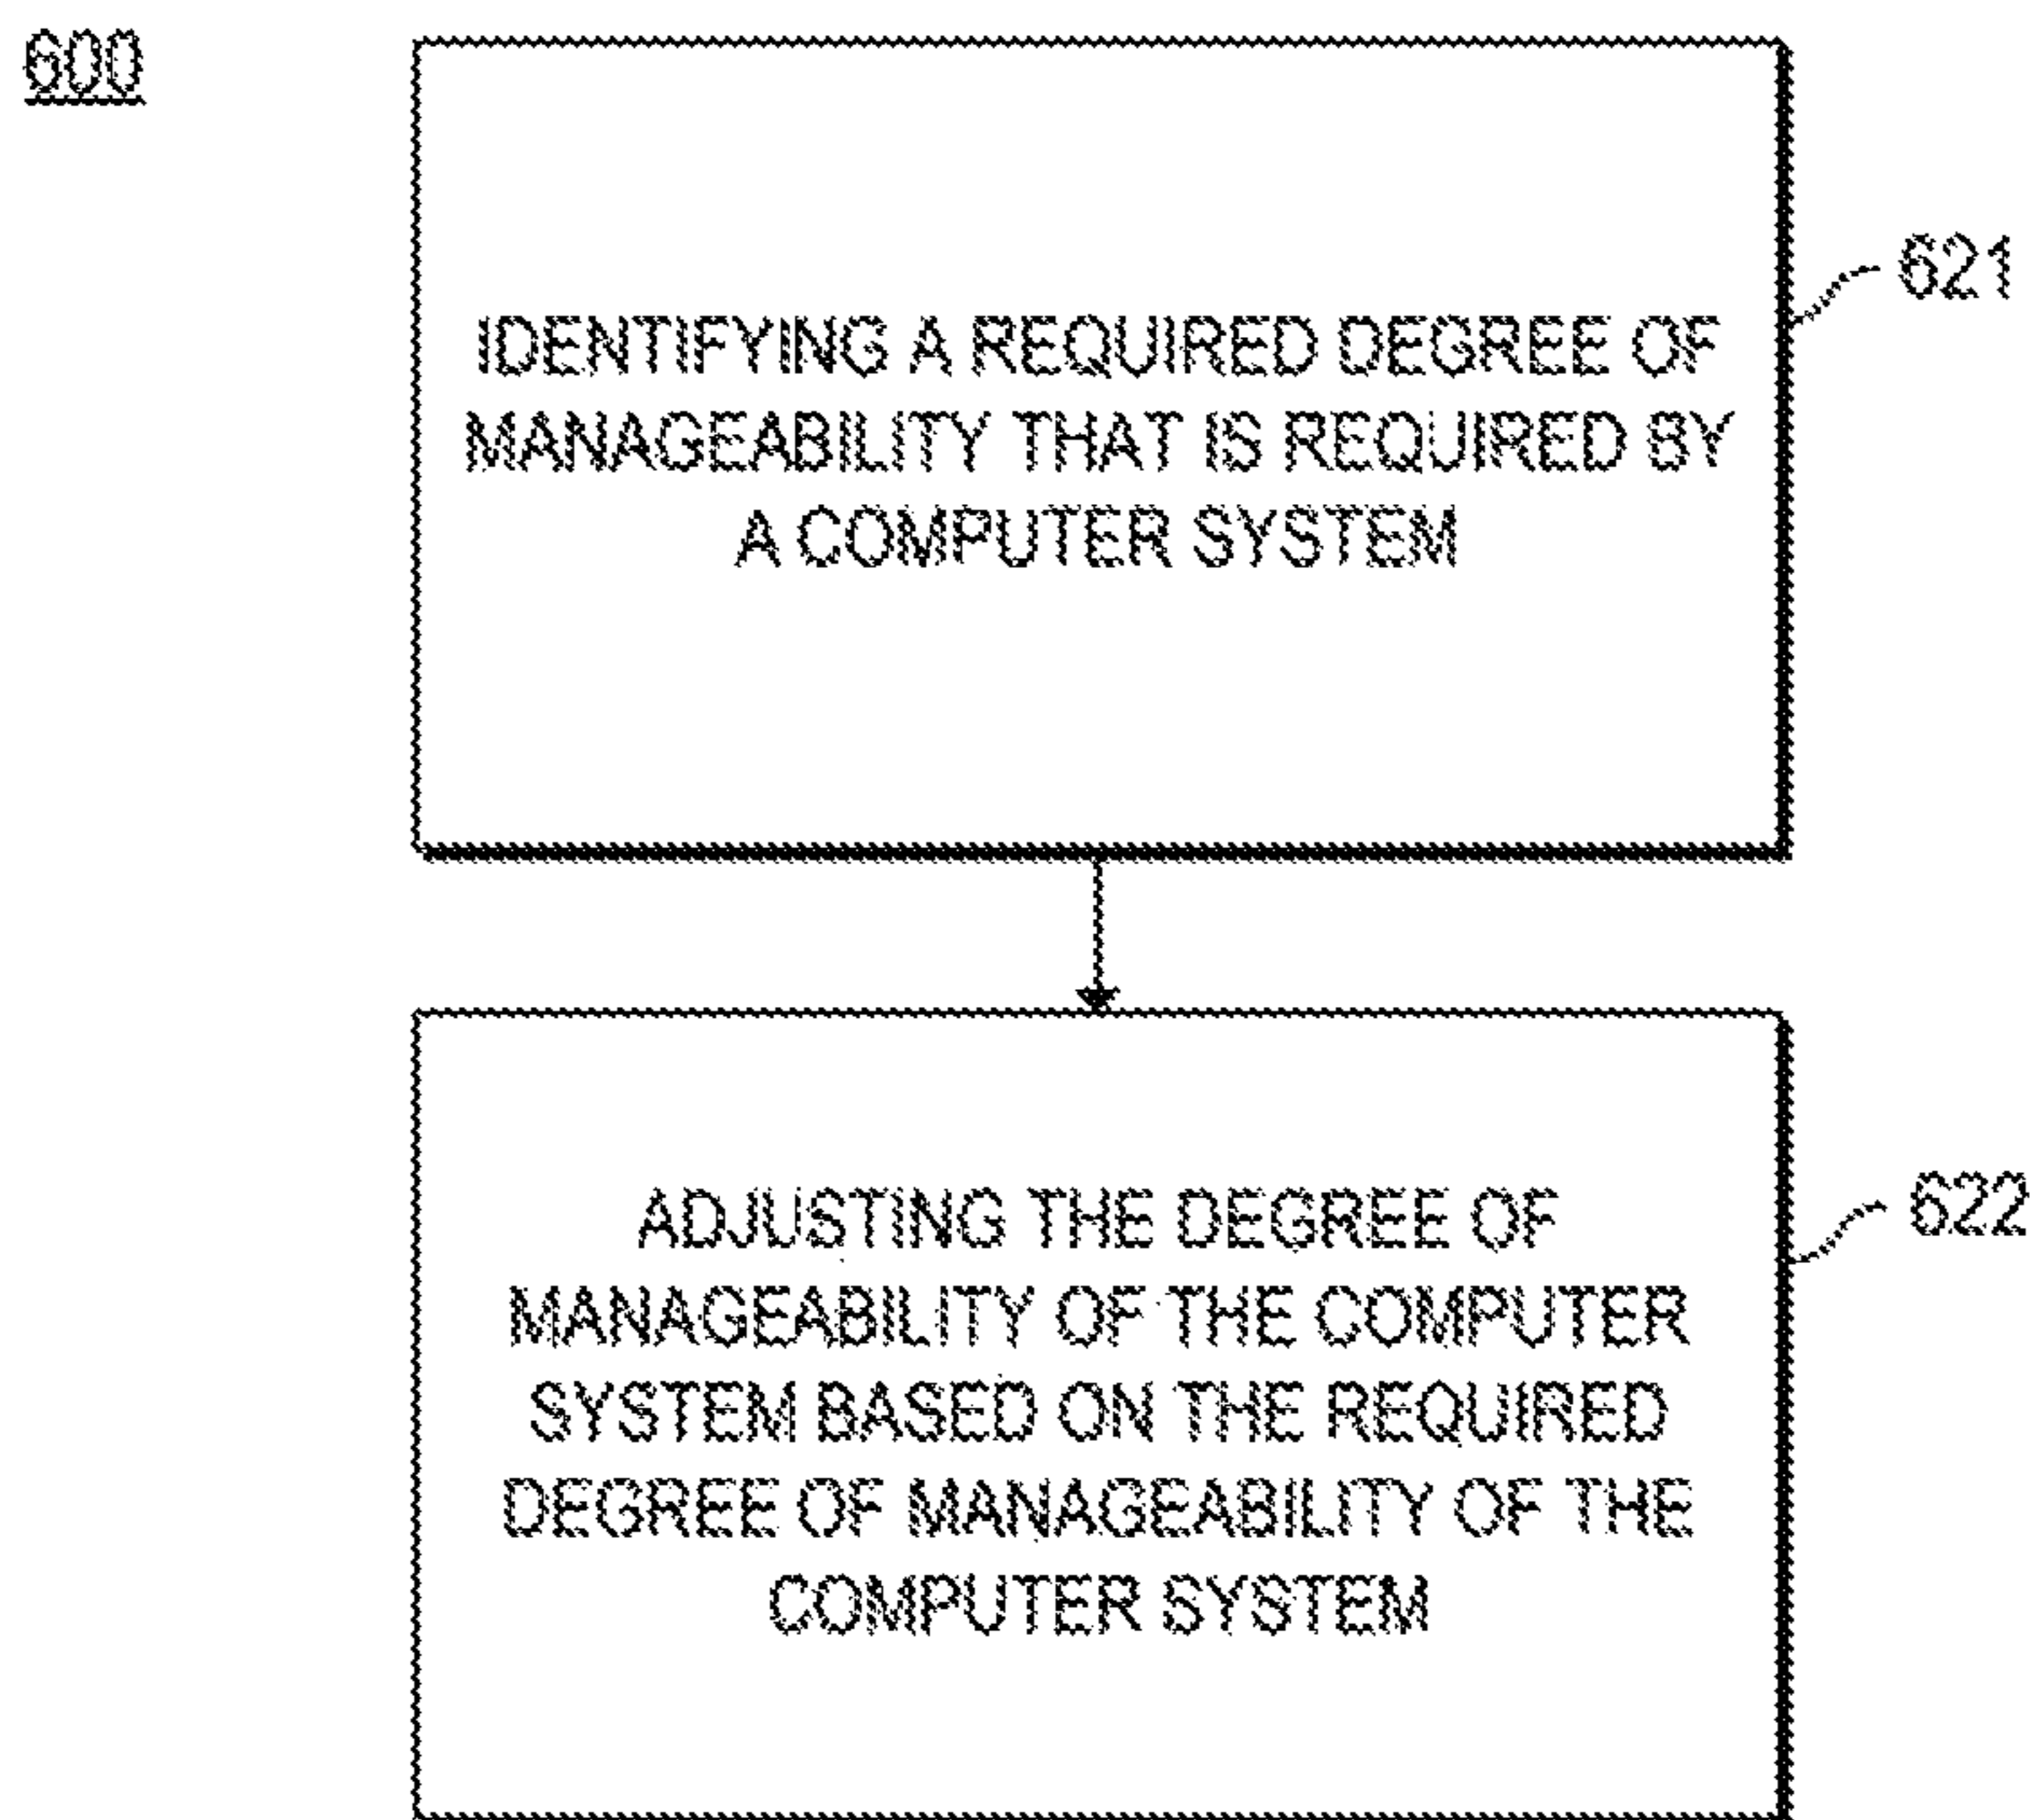 600
IDENTIFYING A REQUIRED DEGREE OF
MANAGEABILITY THAT IS REQUIRED BY
A COMPUTER SYSTEM
621
ADJUSTING THE DEGREE OF
MANAGEABILITY OF THE COMPUTER
SYSTEM BASED ON THE REQUIRED
DEGREE OF MANAGEABILITY OF THE
COMPUTER SYSTEM
622